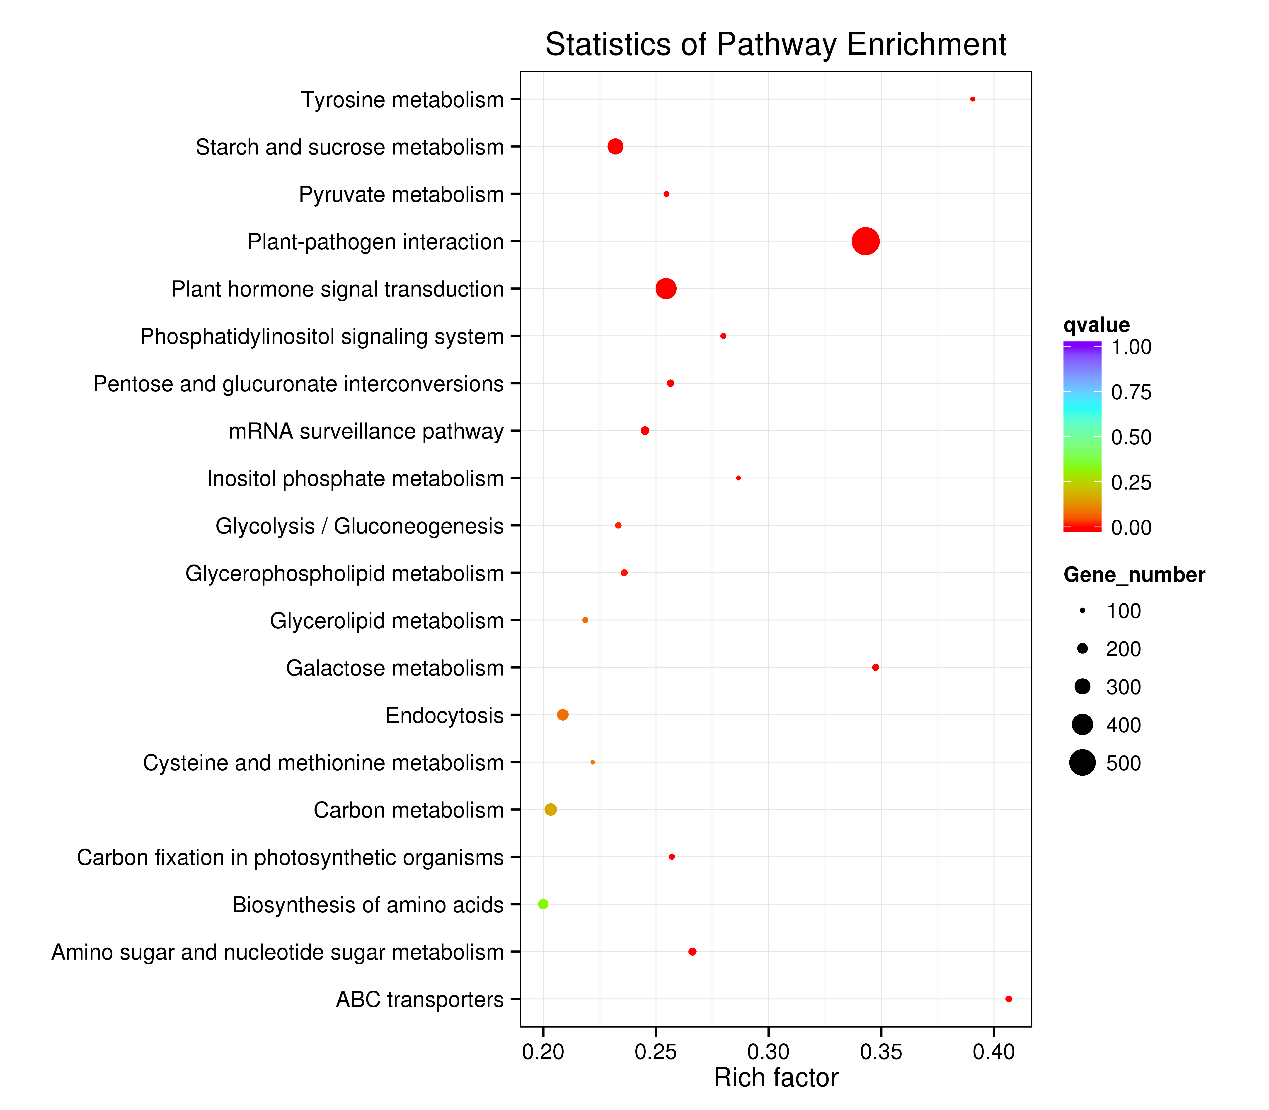 Statistics of Pathway Enrichment
Tyrosine metabolism
Starch and sucrose metabolism
Pyruvate metabolism
Plant-pathogen interaction
Plant hormone signal transduction
Phosphatidylinositol signaling system
Pentose and glucuronate interconversions
mRNA surveillance pathway
Inositol phosphate metabolism
Glycolysis / Gluconeogenesis
Glycerophospholipid metabolism
Glycerolipid metabolism
Galactose metabolism
Endocytosis
Cysteine and methionine metabolism
Carbon metabolism
Carbon fixation in photosynthetic organisms
Biosynthesis of amino acids
Amino sugar and nucleotide sugar metabolism
ABC transporters
0.20 0.25 0.30 0.35 0.40
Rich factor
qvalue
1.00
0.75
0.50
0.25
0.00
Gene_number
100
200
300
400
500